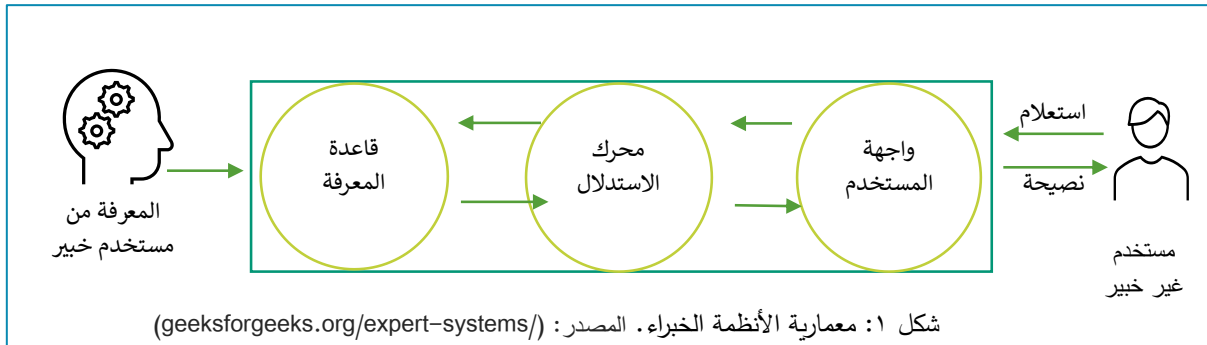 استعلام
نصيحة
مستخدم
غير خبير
واجهة
المستخدم
محرك
الاستدلال
قاعدة
المعرفة
المعرفة من
مستخدم خبير
شكل ١: معمارية الأنظمة الخبراء. المصدر: (geeksforgeeks.org/expert-systems/)